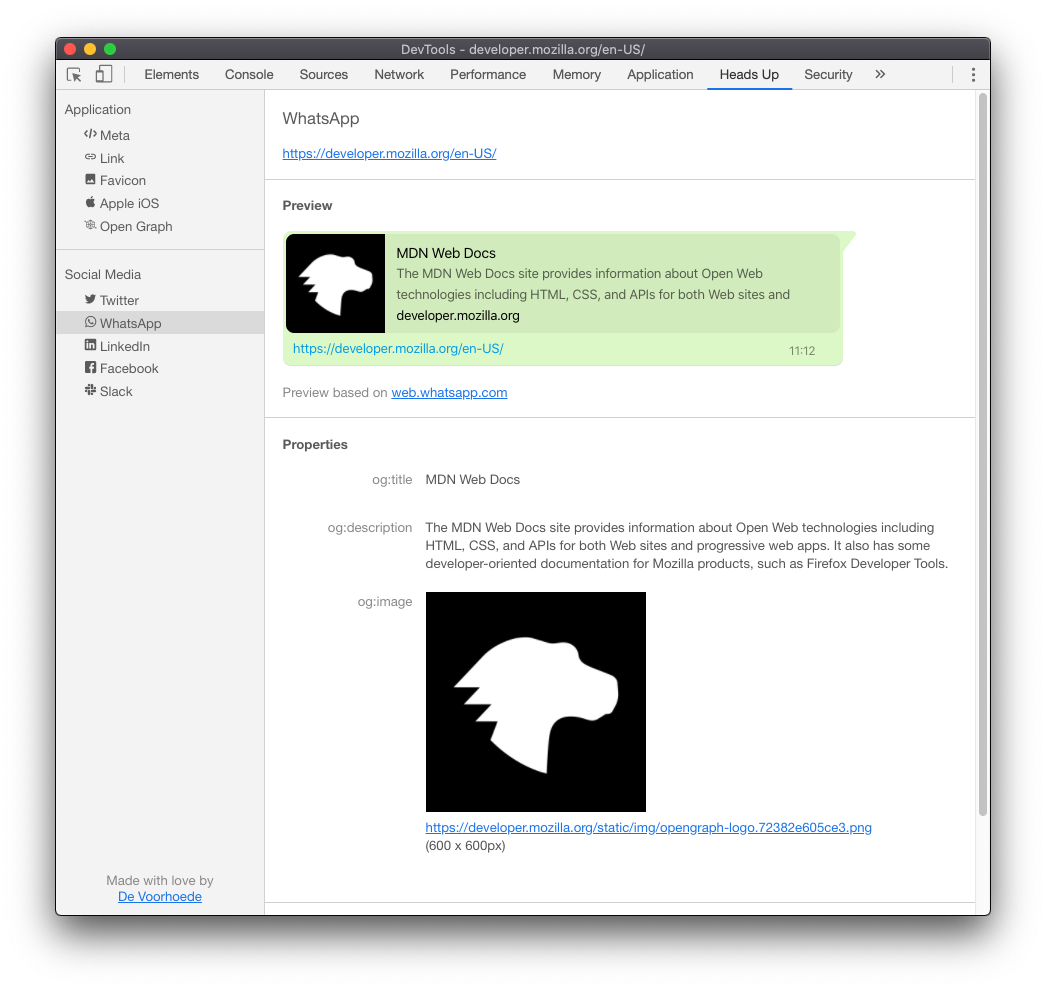 DevTools - developer.mozilla.org/en-US/
Elements Console Sources Network Performance Memory Application Heads Up Security »
Application
Meta
Link
Favicon
Apple iOS
Open Graph
Social Media
Twitter
WhatsApp
LinkedIn
Facebook
Slack
Made with love by
De Voorhoede
WhatsApp
https://developer.mozilla.org/en-US/
Preview
MDN Web Docs
The MDN Web Docs site provides information about Open Web
technologies including HTML, CSS, and APIs for both Web sites and
developer.mozilla.org
https://developer.mozilla.org/en-US/ 11:12
Preview based on web.whatsapp.com
Properties
og:title MDN Web Docs
og:description The MDN Web Docs site provides information about Open Web technologies including
HTML, CSS, and APIs for both Web sites and progressive web apps. It also has some
developer-oriented documentation for Mozilla products, such as Firefox Developer Tools.
og:image
https://developer.mozilla.org/static/img/opengraph-logo.72382e605ce3.png
(600 x 600px)